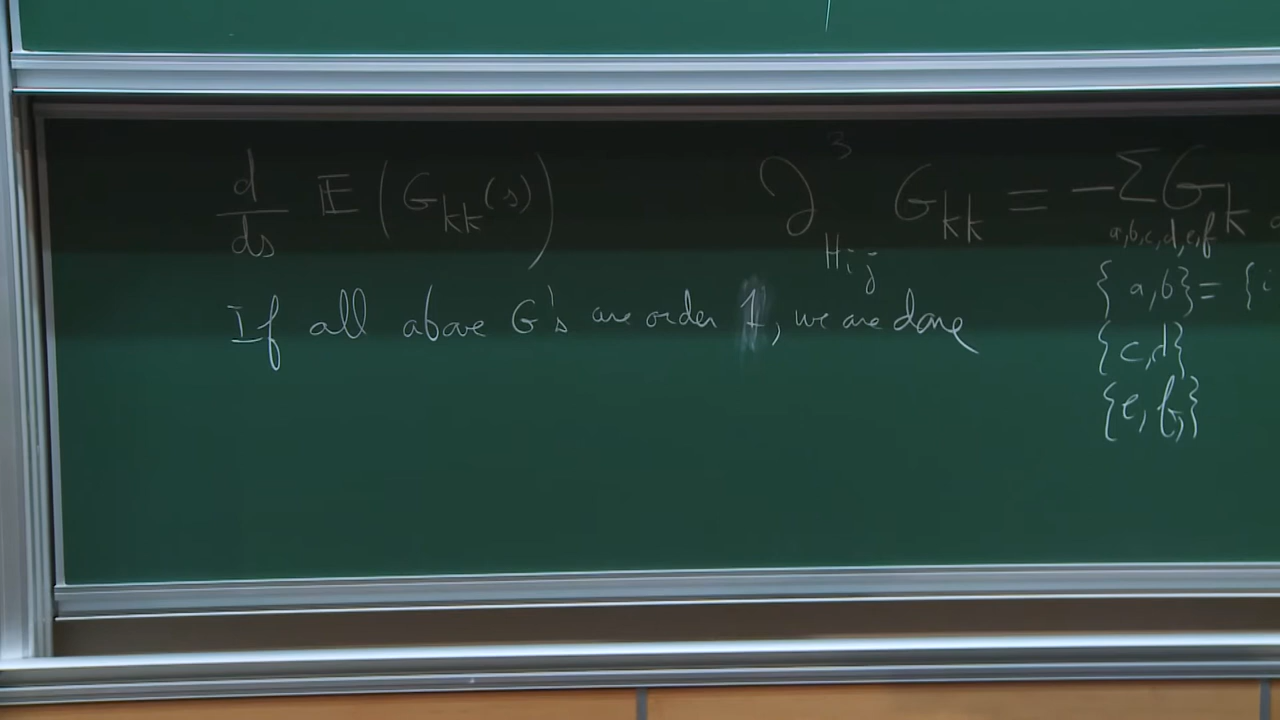 d/ds E(G_kk(s)) ∂³_{H_ij} G_kk = -∑_{a,b,c,d,e,f} G_k
{a,b} = {i
If all above G's are order 1, we are done
{c,d}
{e,f}